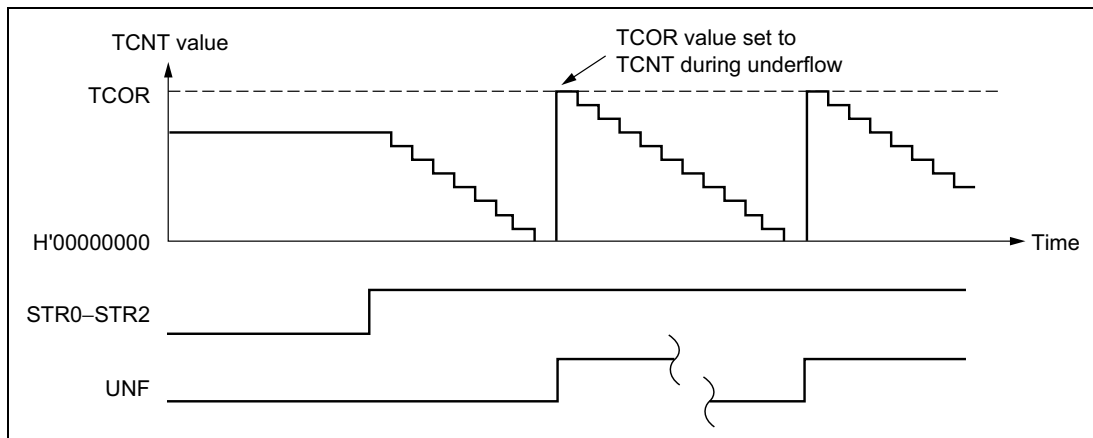 TCNT value
TCOR value set to
TCNT during underflow
TCOR
H'00000000
Time
STR0–STR2
UNF